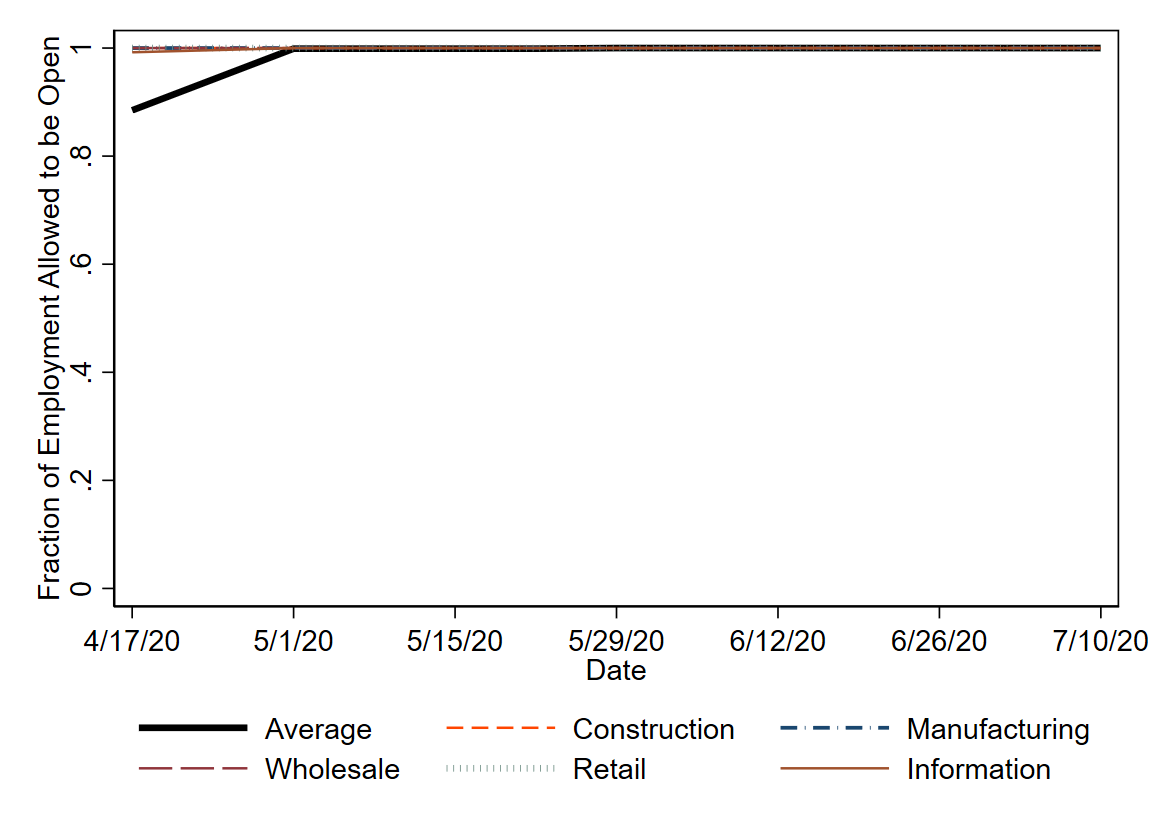 Fraction of Employment Allowed to be Open
1
.8
.6
.4
.2
0
4/17/20 5/1/20 5/15/20 5/29/20 6/12/20 6/26/20 7/10/20
Date
Average Construction Manufacturing
Wholesale Retail Information